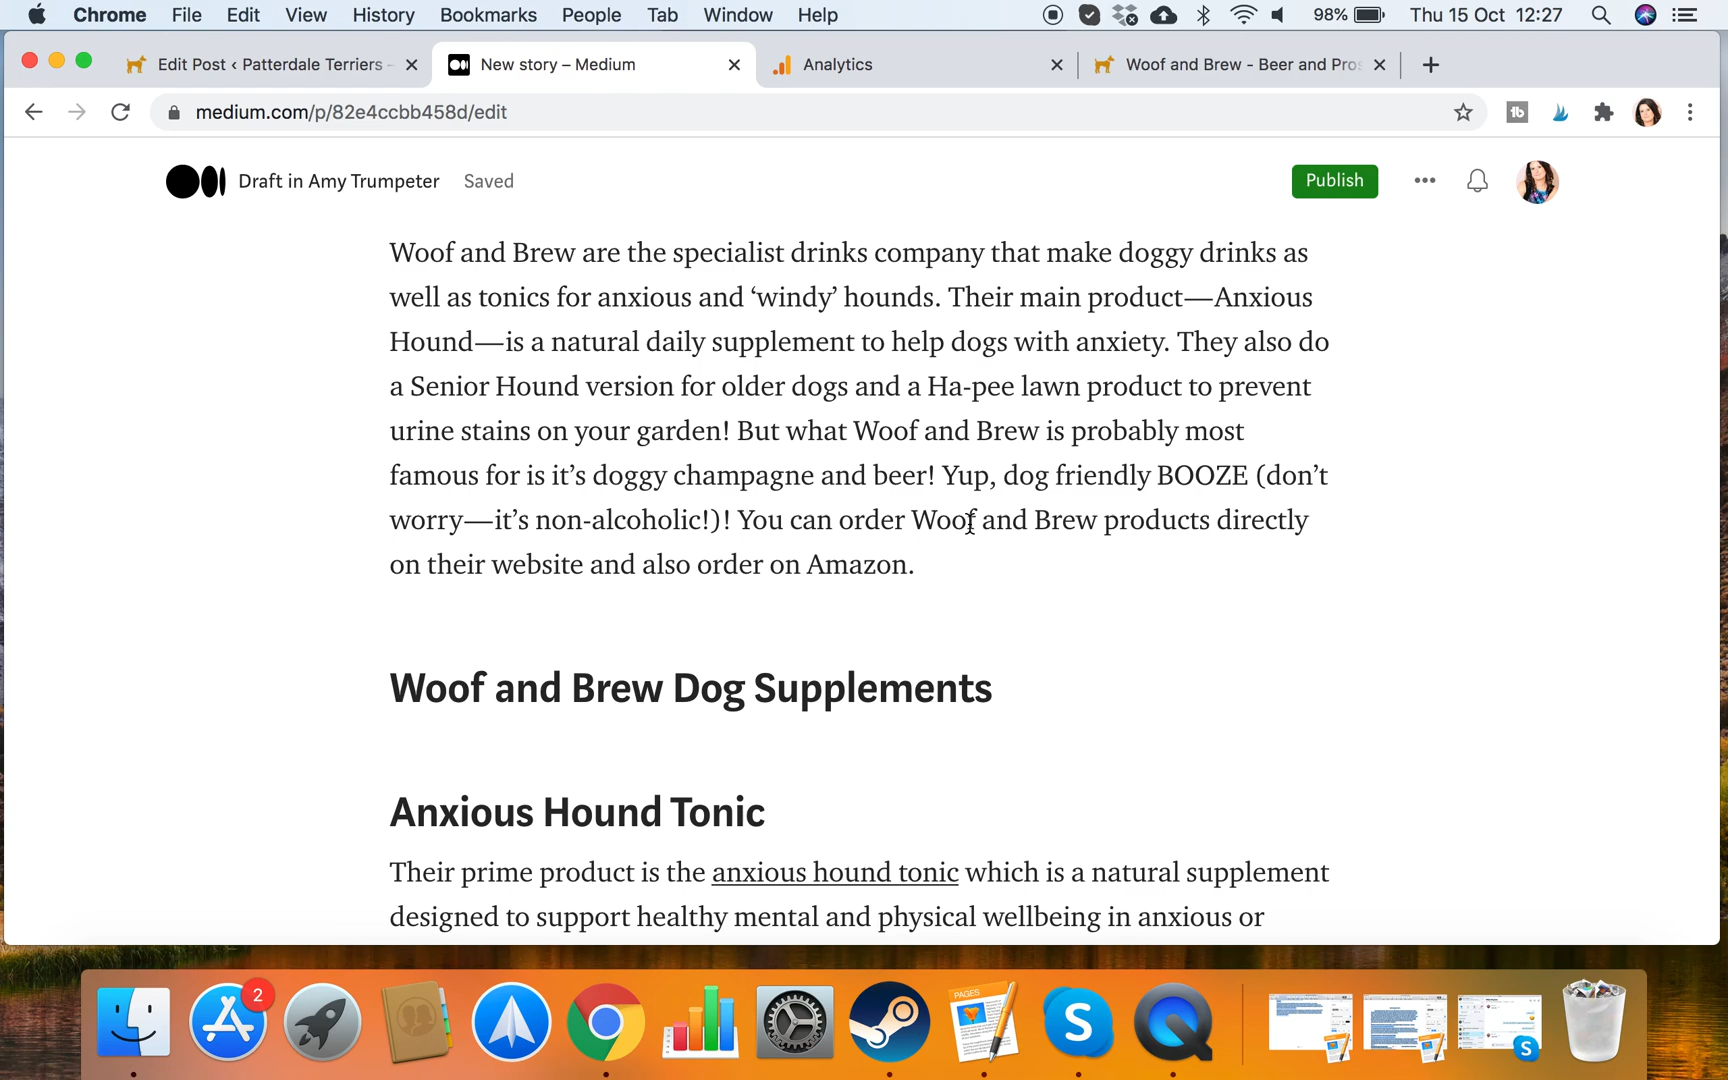 Chrome File Edit View History Bookmarks People Tab Window Help 98% Thu 15 Oct 12:27
Edit Post ‹ Patterdale Terriers –
New story – Medium
Analytics
Woof and Brew - Beer and Pros
medium.com/p/82e4ccbb458d/edit
tb
Draft in Amy Trumpeter Saved Publish
Woof and Brew are the specialist drinks company that make doggy drinks as
well as tonics for anxious and ‘windy’ hounds. Their main product—Anxious
Hound—is a natural daily supplement to help dogs with anxiety. They also do
a Senior Hound version for older dogs and a Ha-pee lawn product to prevent
urine stains on your garden! But what Woof and Brew is probably most
famous for is it’s doggy champagne and beer! Yup, dog friendly BOOZE (don’t
worry—it’s non-alcoholic!)! You can order Woof and Brew products directly
on their website and also order on Amazon.
Woof and Brew Dog Supplements
Anxious Hound Tonic
Their prime product is the anxious hound tonic which is a natural supplement
designed to support healthy mental and physical wellbeing in anxious or
2
PAGES
S
S